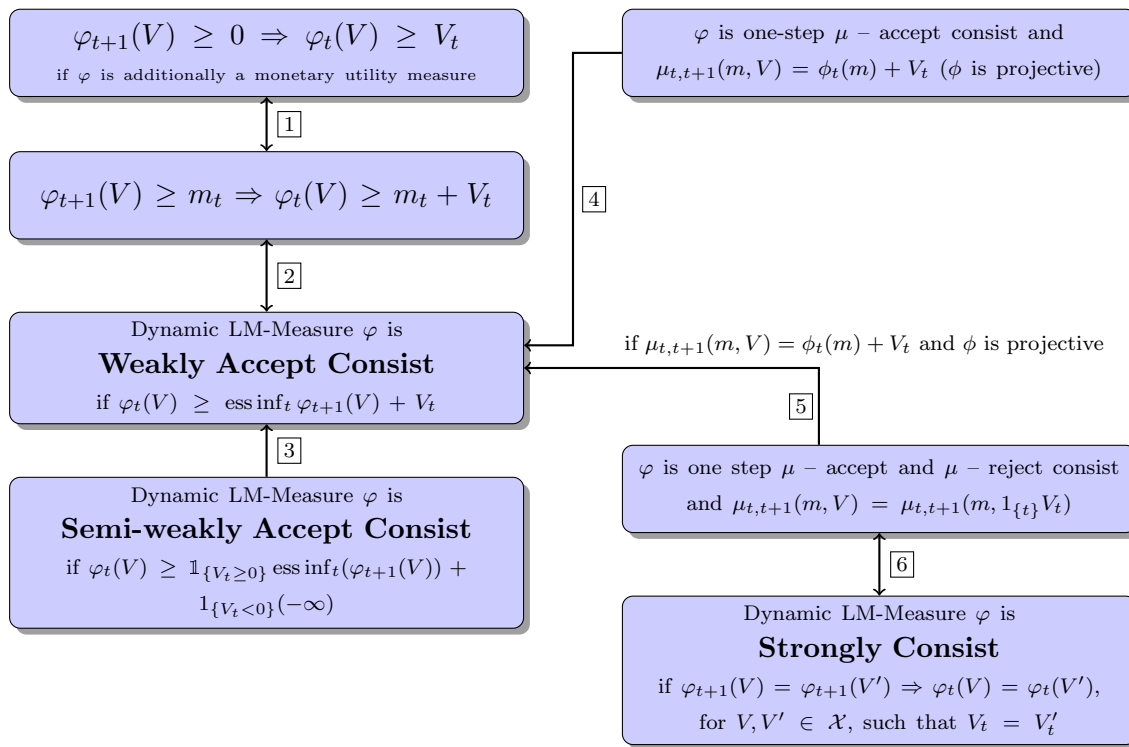 φ_{t+1}(V) ≥ 0 ⇒ φ_t(V) ≥ V_t
if φ is additionally a monetary utility measure
1
φ_{t+1}(V) ≥ m_t ⇒ φ_t(V) ≥ m_t + V_t
2
Dynamic LM-Measure φ is
Weakly Accept Consist
if φ_t(V) ≥ ess inf_t φ_{t+1}(V) + V_t
3
Dynamic LM-Measure φ is
Semi-weakly Accept Consist
if φ_t(V) ≥ 𝟙_{{V_t≥0}} ess inf_t(φ_{t+1}(V)) +
1_{{V_t<0}}(−∞)
φ is one-step μ – accept consist and
μ_{t,t+1}(m, V) = ϕ_t(m) + V_t (ϕ is projective)
4
if μ_{t,t+1}(m, V) = ϕ_t(m) + V_t and ϕ is projective
5
φ is one step μ – accept and μ – reject consist
and μ_{t,t+1}(m, V) = μ_{t,t+1}(m, 1_{{t}}V_t)
6
Dynamic LM-Measure φ is
Strongly Consist
if φ_{t+1}(V) = φ_{t+1}(V′) ⇒ φ_t(V) = φ_t(V′),
for V, V′ ∈ 𝒳, such that V_t = V′_t